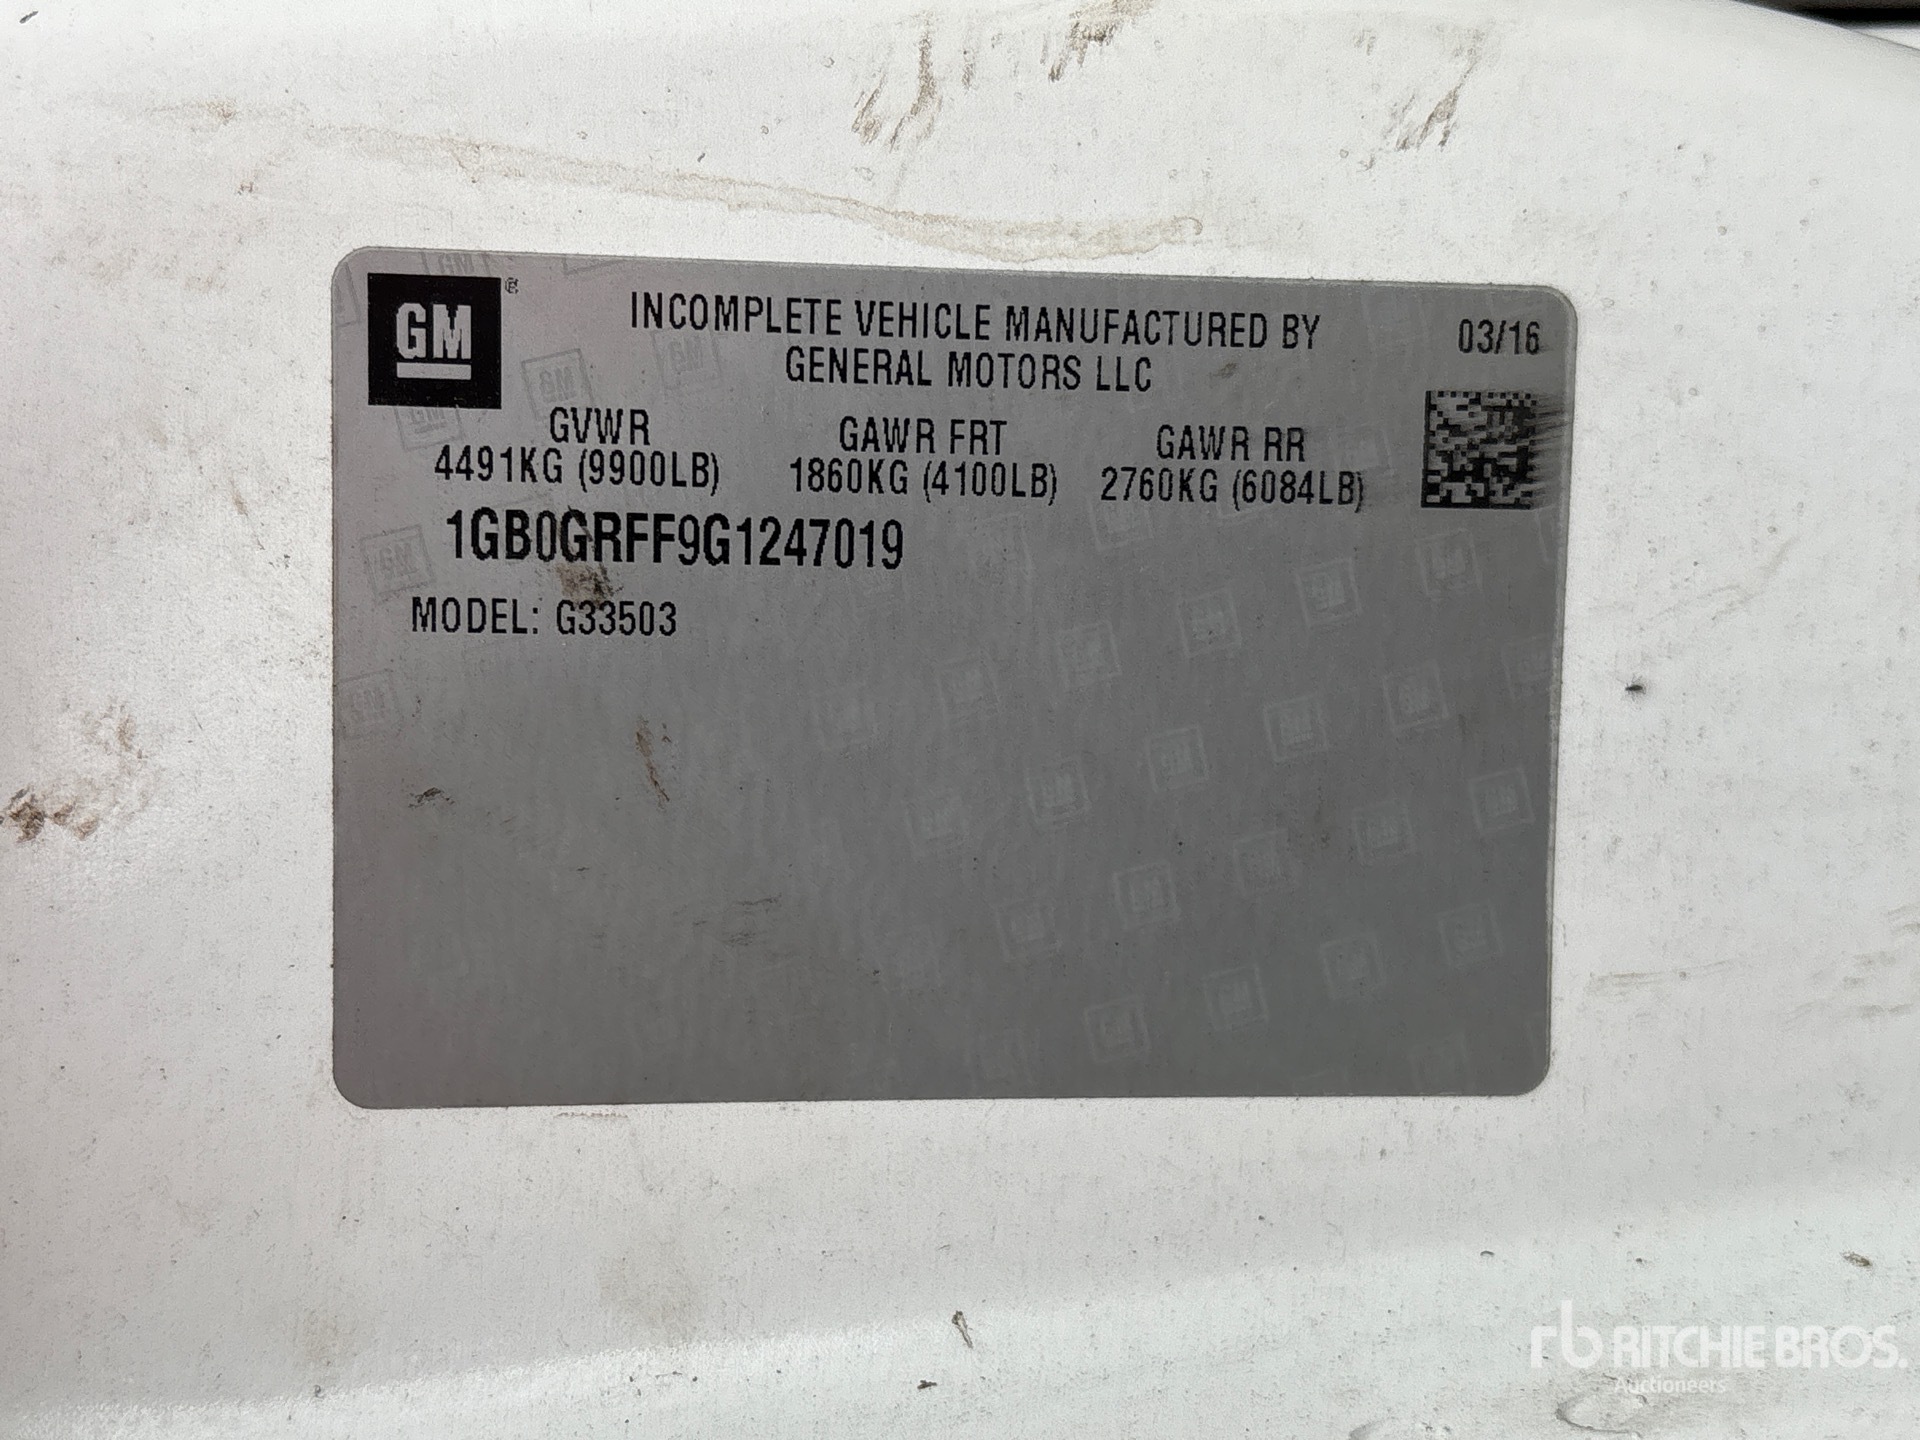 GM®
INCOMPLETE VEHICLE MANUFACTURED BY
GENERAL MOTORS LLC
03/16
GVWR
4491KG (9900LB)
GAWR FRT
1860KG (4100LB)
GAWR RR
2760KG (6084LB)
1GB0GRFF9G1247019
MODEL: G33503
rb RITCHIE BROS.
Auctioneers